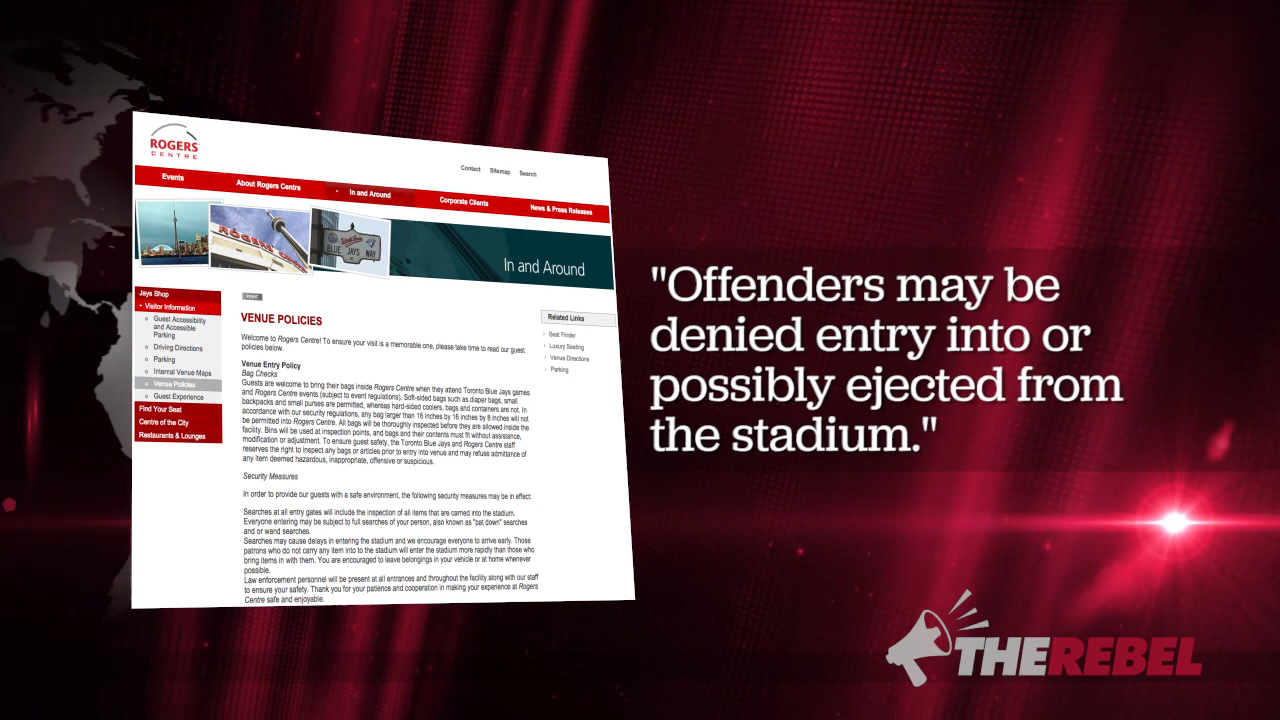 ROGERS
CENTRE
Contact Sitemap Search
Events About Rogers Centre In and Around Corporate Clients News & Press Releases
ROGERS CENTRE
BLUE JAYS WAY
In and Around
Jays Shop
Visitor Information
Guest Accessibility
and Accessible
Parking
Driving Directions
Parking
Internal Venue Maps
Venue Policies
Guest Experience
Find Your Seat
Centre of the City
Restaurants & Lounges
VENUE POLICIES
Welcome to Rogers Centre! To ensure your visit is a memorable one, please take time to read our guest
policies below.
Venue Entry Policy
Bag Checks
Guests are welcome to bring their bags inside Rogers Centre when they attend Toronto Blue Jays games
and Rogers Centre events (subject to event regulations). Soft-sided bags such as diaper bags, small
backpacks and small purses are permitted, whereas hard-sided coolers, bags and containers are not. In
accordance with our security regulations, any bag larger than 16 inches by 16 inches by 8 inches will not
be permitted into Rogers Centre. All bags will be thoroughly inspected before they are allowed inside the
facility. Bins will be used at inspection points, and bags and their contents must fit without assistance,
modification or adjustment. To ensure guest safety, the Toronto Blue Jays and Rogers Centre staff
reserves the right to inspect any bags or articles prior to entry into venue and may refuse admittance of
any item deemed hazardous, inappropriate, offensive or suspicious.
Security Measures
In order to provide our guests with a safe environment, the following security measures may be in effect:
Searches at all entry gates will include the inspection of all items that are carried into the stadium.
Everyone entering may be subject to full searches of your person, also known as "pat down" searches
and or wand searches.
Searches may cause delays in entering the stadium and we encourage everyone to arrive early. Those
patrons who do not carry any item into to the stadium will enter the stadium more rapidly than those who
bring items in with them. You are encouraged to leave belongings in your vehicle or at home whenever
possible.
Law enforcement personnel will be present at all entrances and throughout the facility along with our staff
to ensure your safety. Thank you for your patience and cooperation in making your experience at Rogers
Centre safe and enjoyable.
Related Links
Seat Finder
Luxury Seating
Venue Directions
Parking
"Offenders may be
denied entry into or
possibly ejected from
the stadium."
THEREBEL